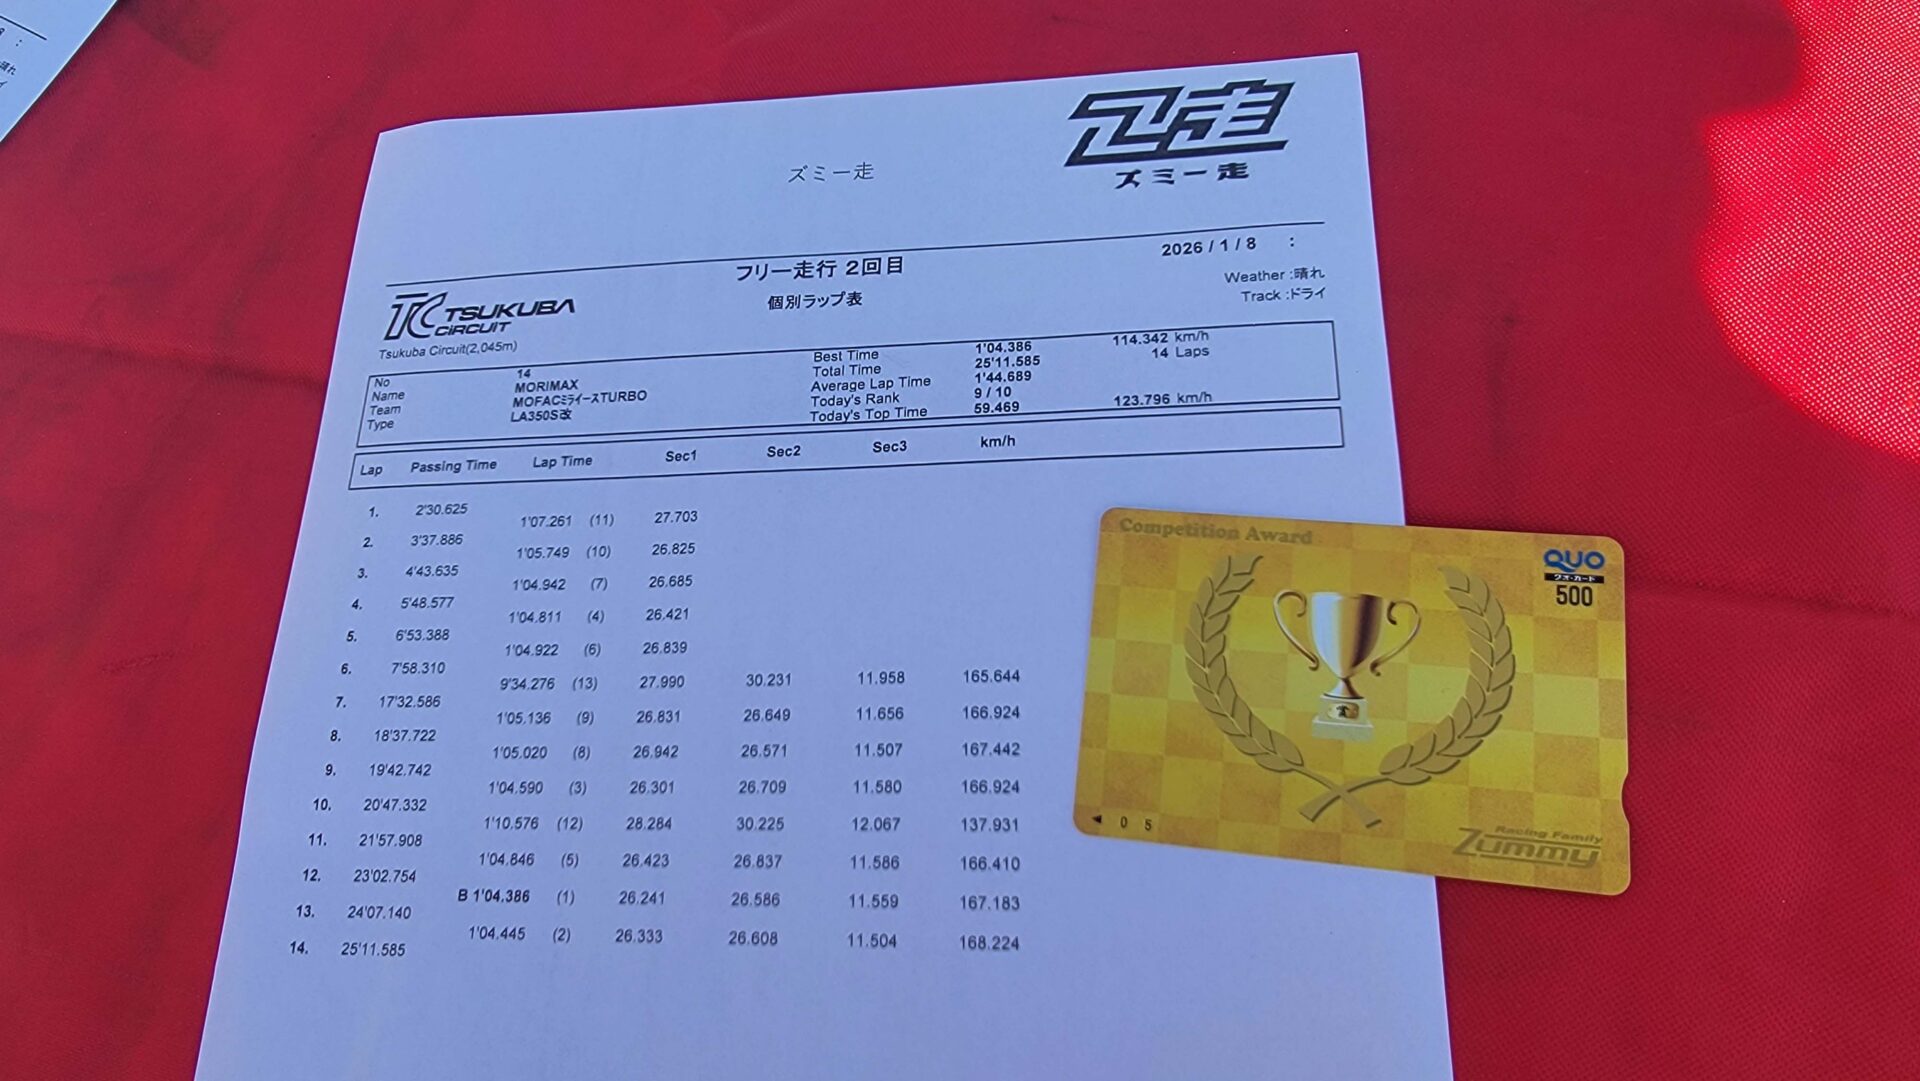 晴れ
ズミー走
ズミー走
フリー走行 2回目
2026 / 1 / 8 :
個別ラップ表
Weather :晴れ
Track :ドライ
TC TSUKUBA
CIRCUIT
Tsukuba Circuit(2,045m)
No 14 Best Time 1'04.386 114.342 km/h
Name MORIMAX Total Time 25'11.585 14 Laps
Team MOFACミライースTURBO Average Lap Time 1'44.689
Type LA350S改 Today's Rank 9 / 10
Today's Top Time 59.469 123.796 km/h
Lap Passing Time Lap Time Sec1 Sec2 Sec3 km/h
1. 2'30.625
1'07.261 (11) 27.703
2. 3'37.886
1'05.749 (10) 26.825
3. 4'43.635
1'04.942 (7) 26.685
4. 5'48.577
1'04.811 (4) 26.421
5. 6'53.388
1'04.922 (6) 26.839
6. 7'58.310
9'34.276 (13) 27.990 30.231 11.958 165.644
7. 17'32.586
1'05.136 (9) 26.831 26.649 11.656 166.924
8. 18'37.722
1'05.020 (8) 26.942 26.571 11.507 167.442
9. 19'42.742
1'04.590 (3) 26.301 26.709 11.580 166.924
10. 20'47.332
1'10.576 (12) 28.284 30.225 12.067 137.931
11. 21'57.908
1'04.846 (5) 26.423 26.837 11.586 166.410
12. 23'02.754
B 1'04.386 (1) 26.241 26.586 11.559 167.183
13. 24'07.140
1'04.445 (2) 26.333 26.608 11.504 168.224
14. 25'11.585
Competition Award
QUO
クオ・カード
500
◀ 0 5
Racing Family
Zummy